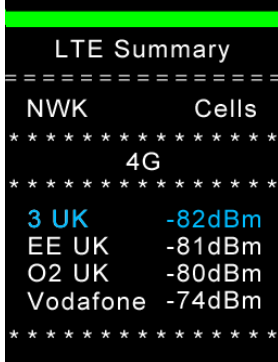 LTE Summary
= = = = = = = = = = = = = = =
NWK Cells
* * * * * * * * * * * * * * *
4G
* * * * * * * * * * * * * * *
3 UK -82dBm
EE UK -81dBm
O2 UK -80dBm
Vodafone -74dBm
* * * * * * * * * * * * * * *